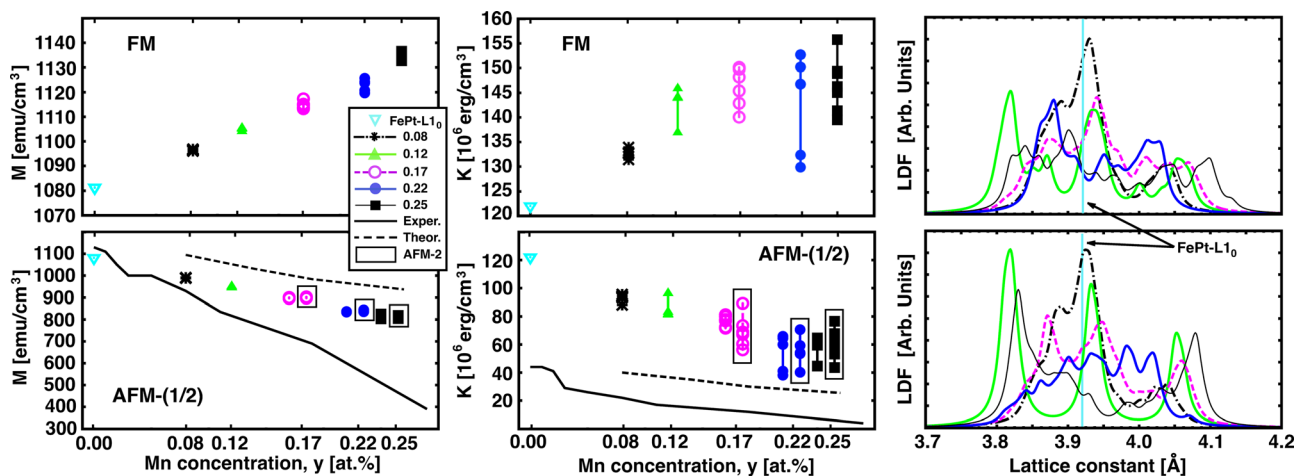 M [emu/cm³]
1140
1130
1120
1110
1100
1090
1080
1070
FM
FePt-L1₀
0.08
0.12
0.17
0.22
0.25
Exper.
Theor.
AFM-2
M [emu/cm³]
1100
1000
900
800
700
600
500
400
300
AFM-(1/2)
0.00 0.08 0.12 0.17 0.22 0.25
Mn concentration, y [at.%]
K [10⁶ erg/cm³]
160
155
150
145
140
135
130
125
120
FM
K [10⁶ erg/cm³]
120
100
80
60
40
20
AFM-(1/2)
0.00 0.08 0.12 0.17 0.22 0.25
Mn concentration, y [at.%]
LDF [Arb. Units]
FePt-L1₀
LDF [Arb. Units]
3.7 3.8 3.9 4.0 4.1 4.2
Lattice constant [Å]